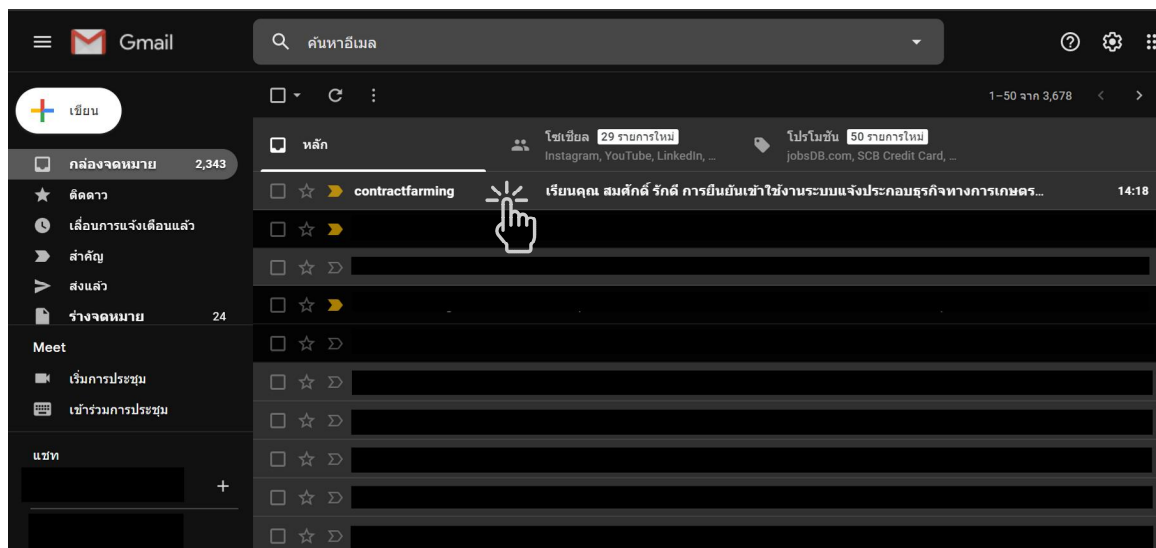 Gmail
ค้นหาอีเมล
เขียน
1–50 จาก 3,678
หลัก
โซเชียล 29 รายการใหม่
Instagram, YouTube, LinkedIn, ...
โปรโมชัน 50 รายการใหม่
jobsDB.com, SCB Credit Card, ...
กล่องจดหมาย 2,343
contractfarming เรียนคุณ สมศักดิ์ รักดี การยืนยันเข้าใช้งานระบบแจ้งประกอบธุรกิจทางการเกษตร... 14:18
ติดดาว
เลื่อนการแจ้งเตือนแล้ว
สำคัญ
ส่งแล้ว
ร่างจดหมาย 24
Meet
เริ่มการประชุม
เข้าร่วมการประชุม
แชท